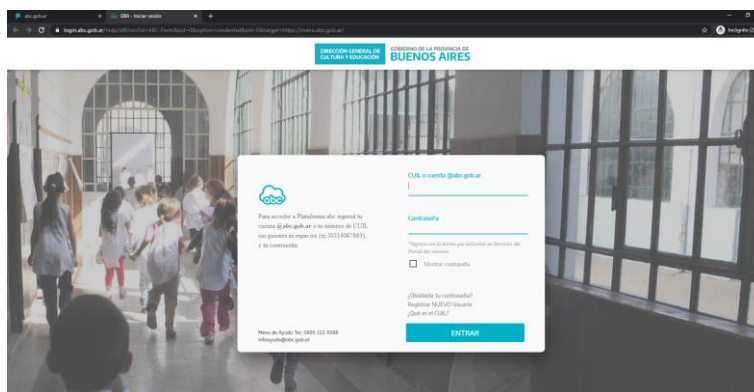 abc.gob.ar
GBA - Iniciar sesión
DIRECCIÓN GENERAL DE
CULTURA Y EDUCACIÓN
GOBIERNO DE LA PROVINCIA DE
BUENOS AIRES
abc
Para acceder a Plataforma abc ingresá tu
cuenta @abc.gob.ar o tu número de CUIL
sin guiones ni espacios (ej.
y tu contraseña.
Mesa de Ayuda Tel: 0800 222
infoayuda@abc.gob.ar
CUIL o cuenta @abc.gob.ar
Contraseña
Mostrar contraseña
¿Olvidaste tu contraseña?
Registrar NUEVO Usuario
¿Qué es el CUIL?
ENTRAR